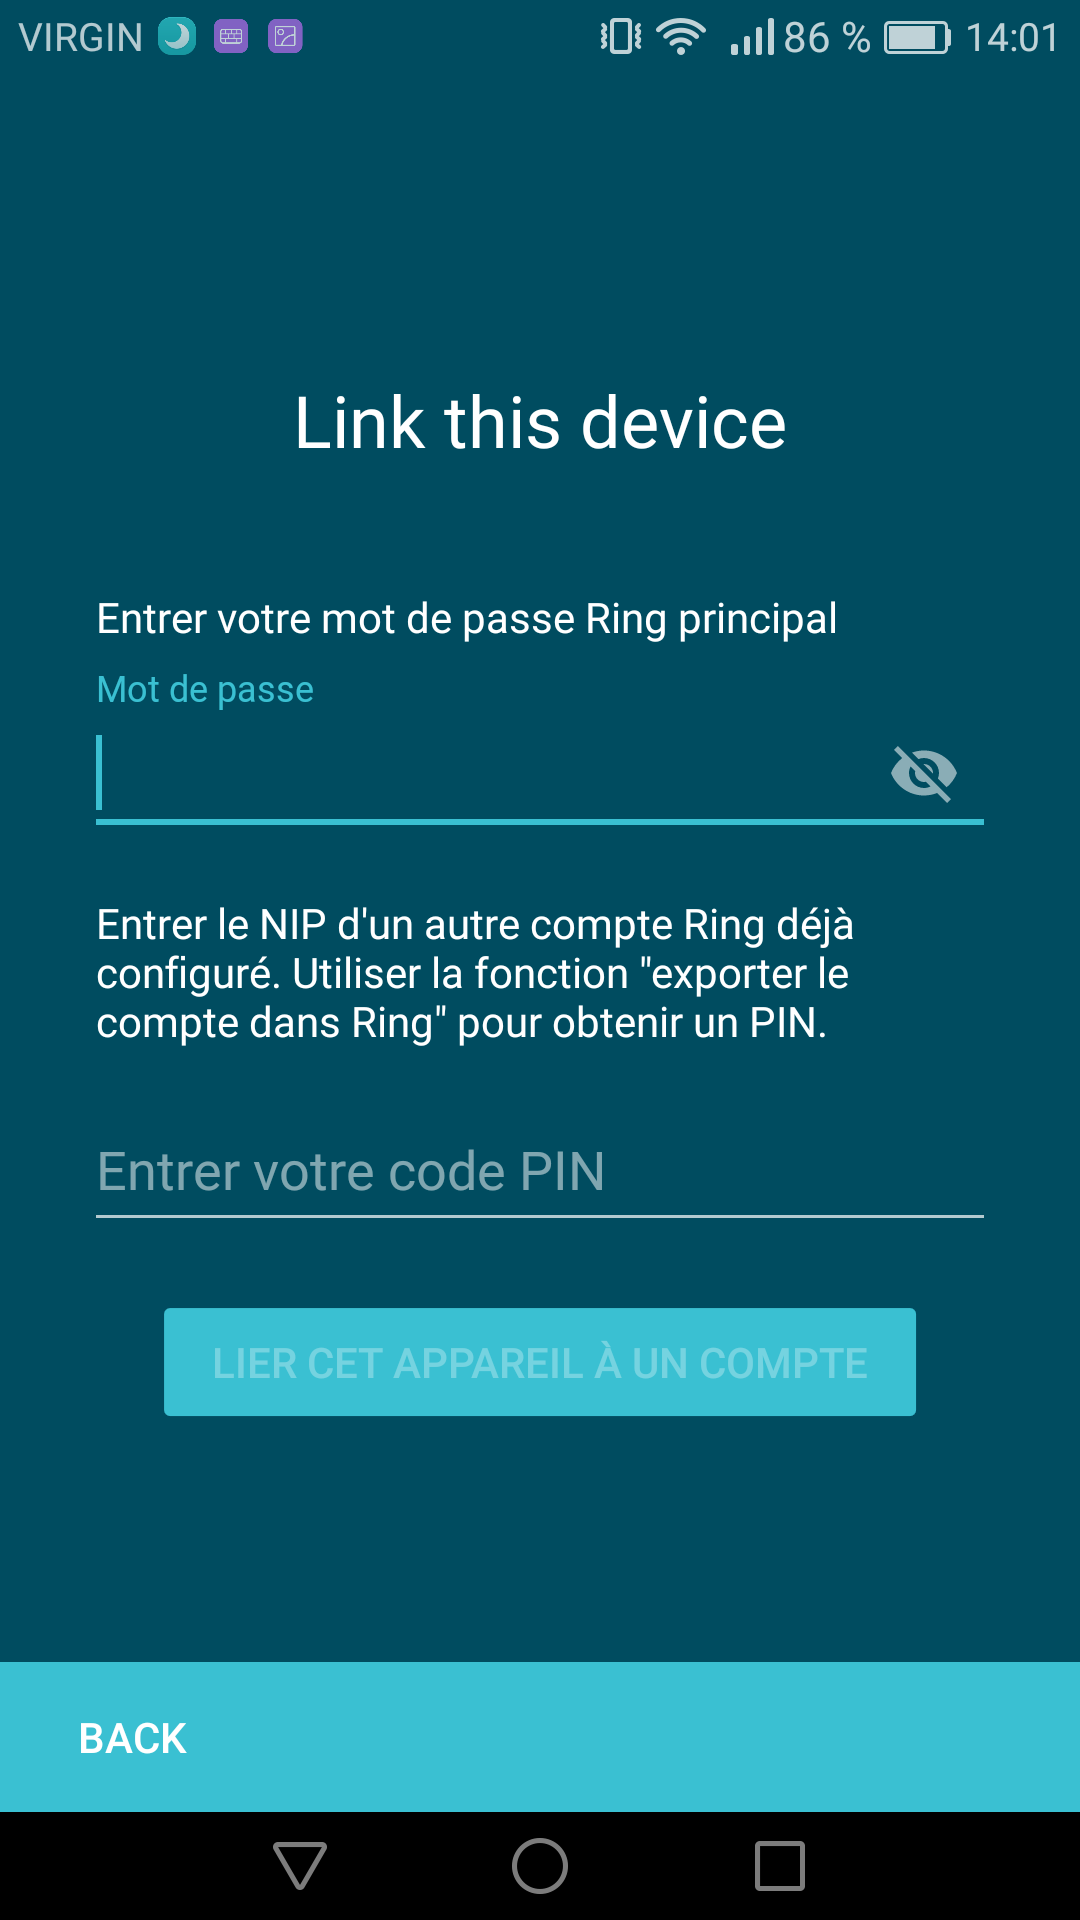 VIRGIN 86 % 14:01
Link this device
Entrer votre mot de passe Ring principal
Mot de passe
Entrer le NIP d'un autre compte Ring déjà
configuré. Utiliser la fonction "exporter le
compte dans Ring" pour obtenir un PIN.
Entrer votre code PIN
LIER CET APPAREIL À UN COMPTE
BACK